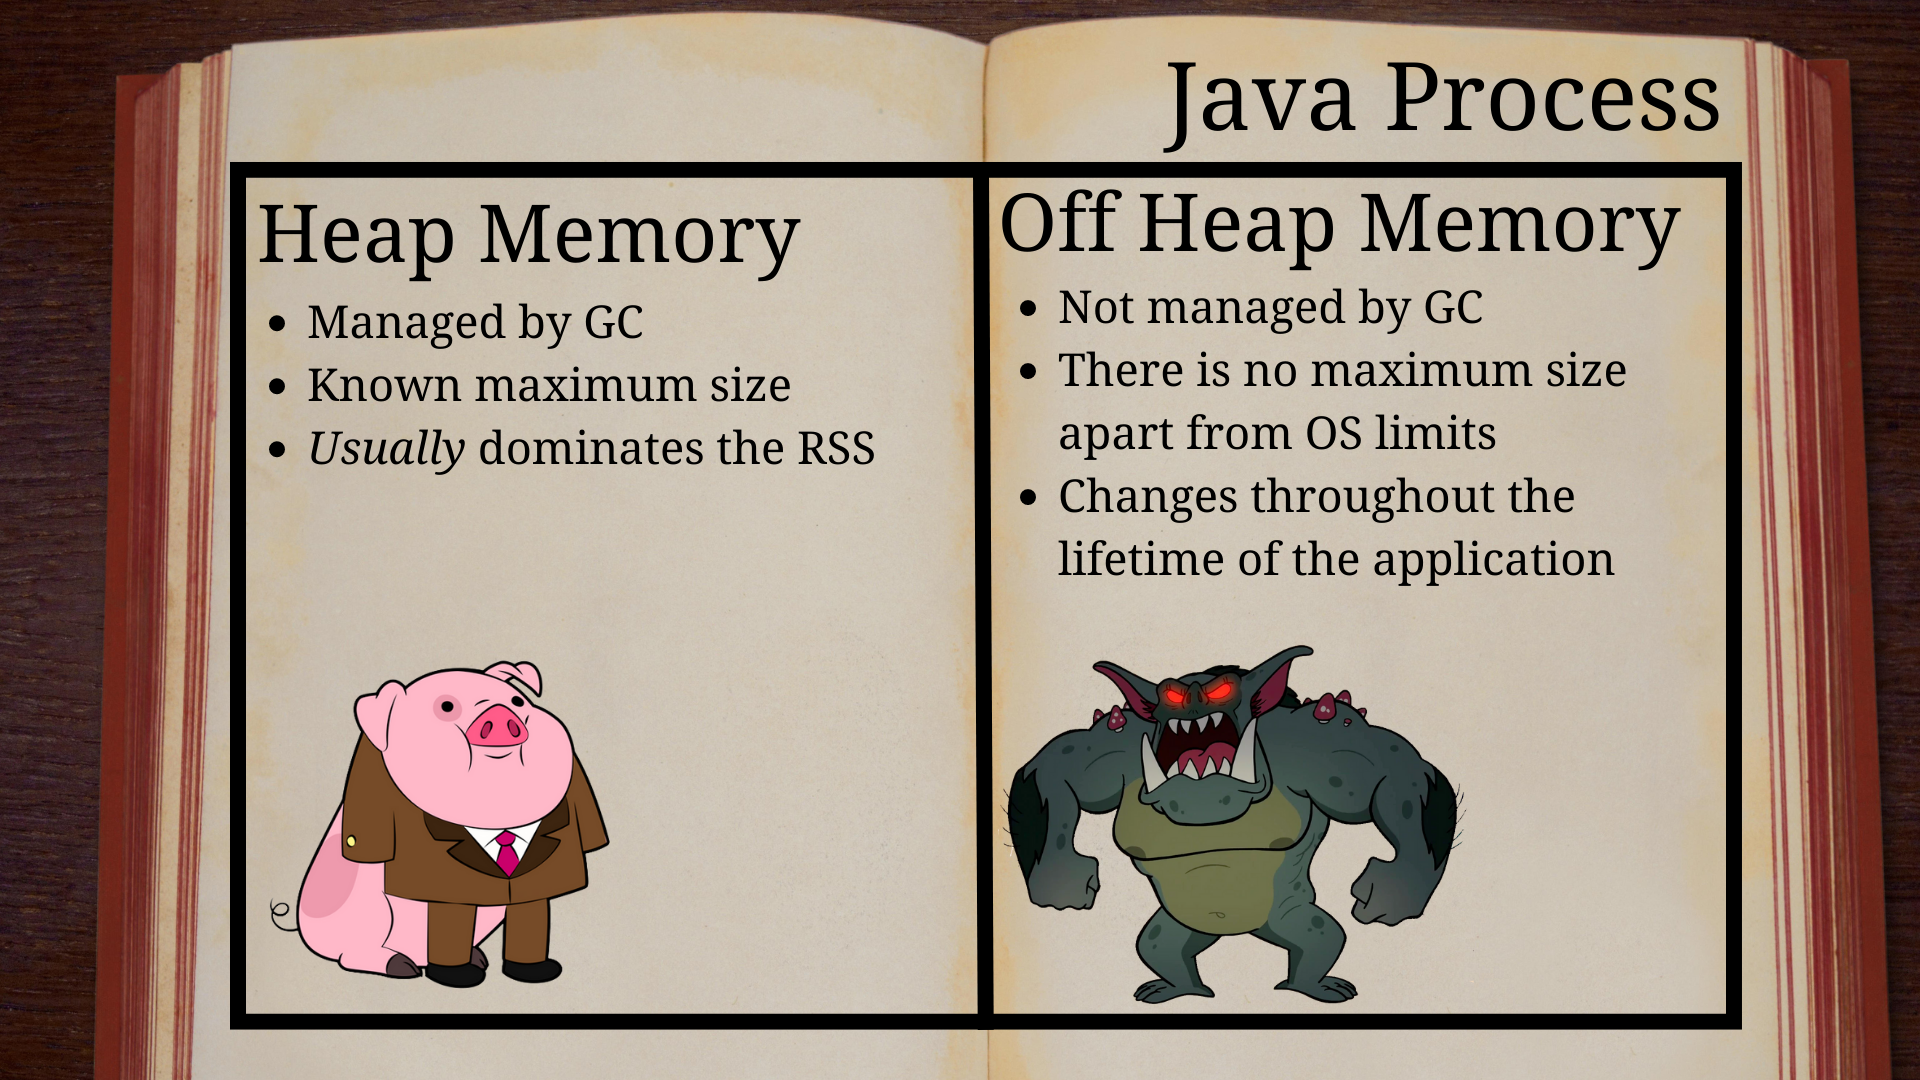 Java Process
Heap Memory
• Managed by GC
• Known maximum size
• Usually dominates the RSS
Off Heap Memory
• Not managed by GC
• There is no maximum size
apart from OS limits
• Changes throughout the
lifetime of the application